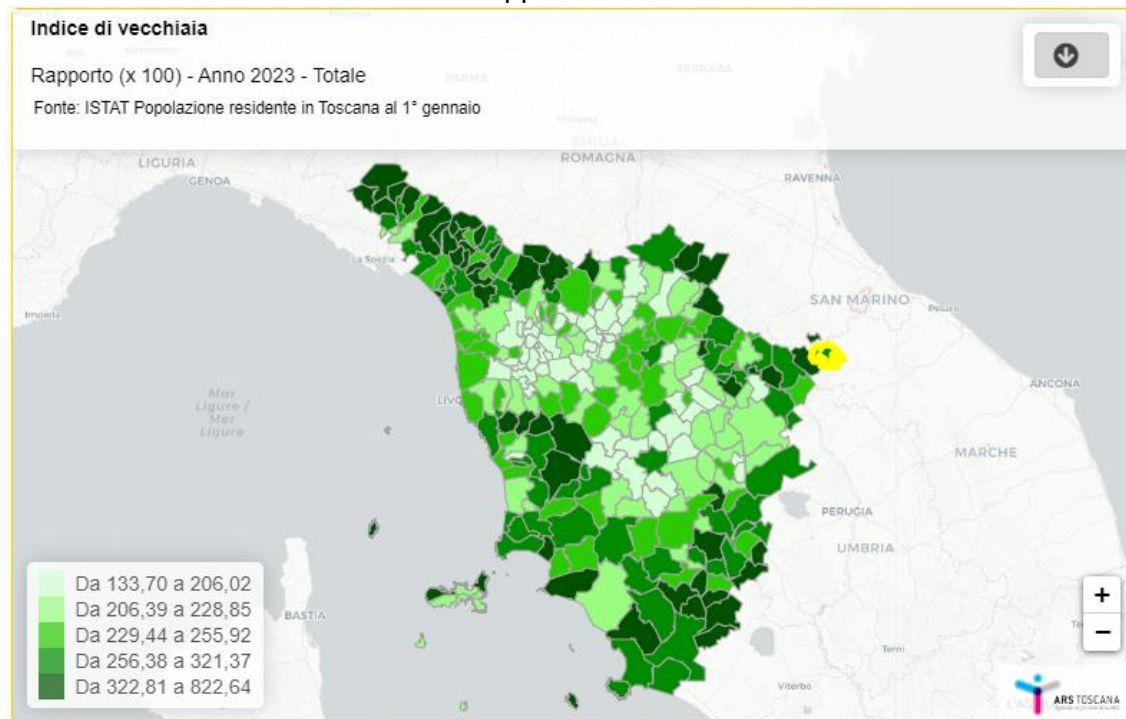 Indice di vecchiaia
Rapporto (x 100) - Anno 2023 - Totale
Fonte: ISTAT Popolazione residente in Toscana al 1° gennaio
PARMA
FERRARA
EMILIA-
ROMAGNA
LIGURIA
GENOA
RAVENNA
La Spezia
SAN MARINO
Pesaro
Imperia
ANCONA
Mar
Ligure /
Mer
Ligure
LIVO
MARCHE
PERUGIA
UMBRIA
Da 133,70 a 206,02
Da 206,39 a 228,85
Da 229,44 a 255,92
Da 256,38 a 321,37
Da 322,81 a 822,64
BASTIA
+
−
Terni
Viterbo
ARS TOSCANA